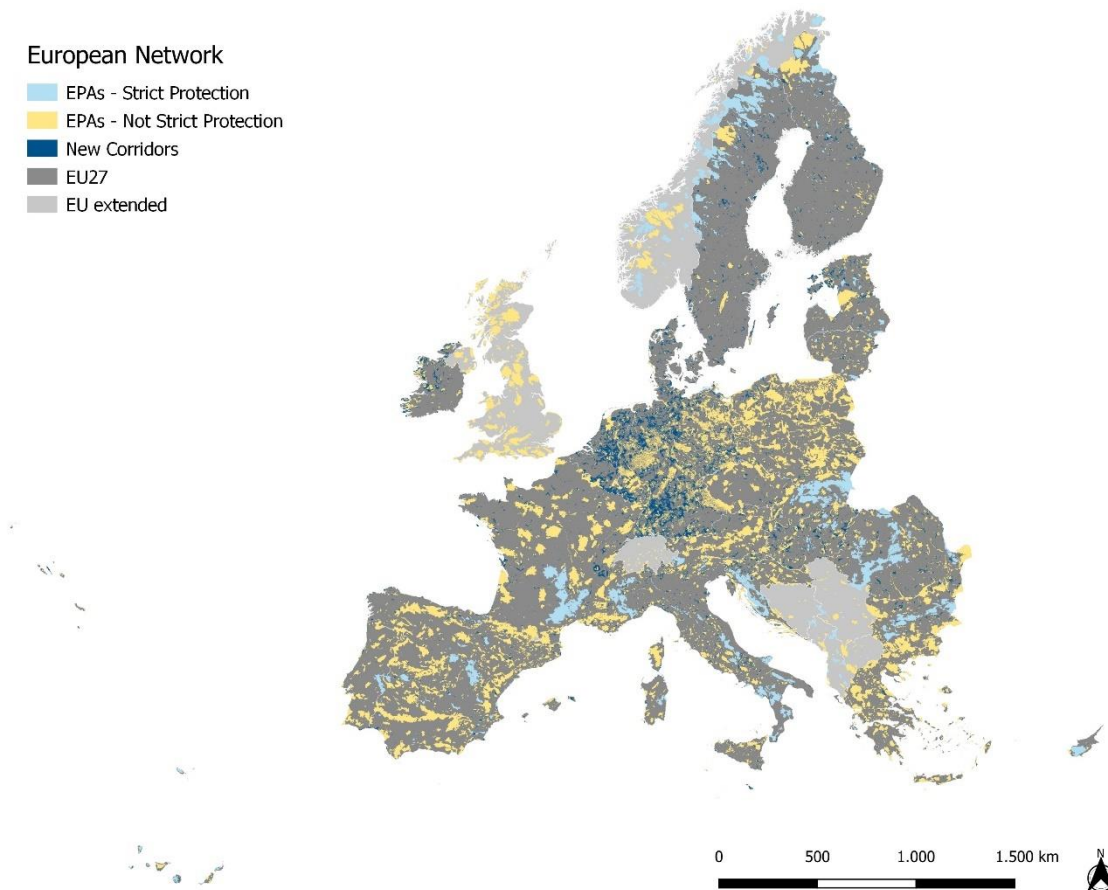 European Network
EPAs - Strict Protection
EPAs - Not Strict Protection
New Corridors
EU27
EU extended
0 500 1.000 1.500 km
N